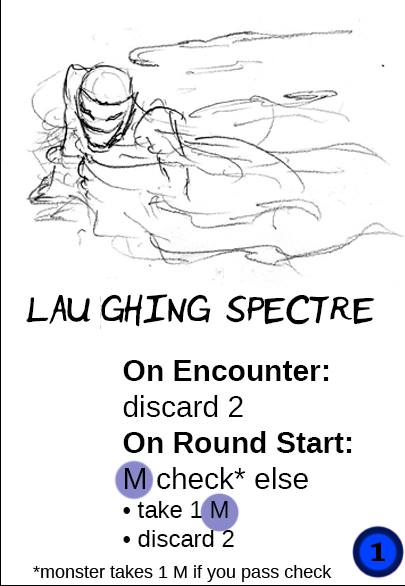 LAUGHING SPECTRE
On Encounter:
discard 2
On Round Start:
M check* else
• take 1 M
• discard 2
*monster takes 1 M if you pass check
1